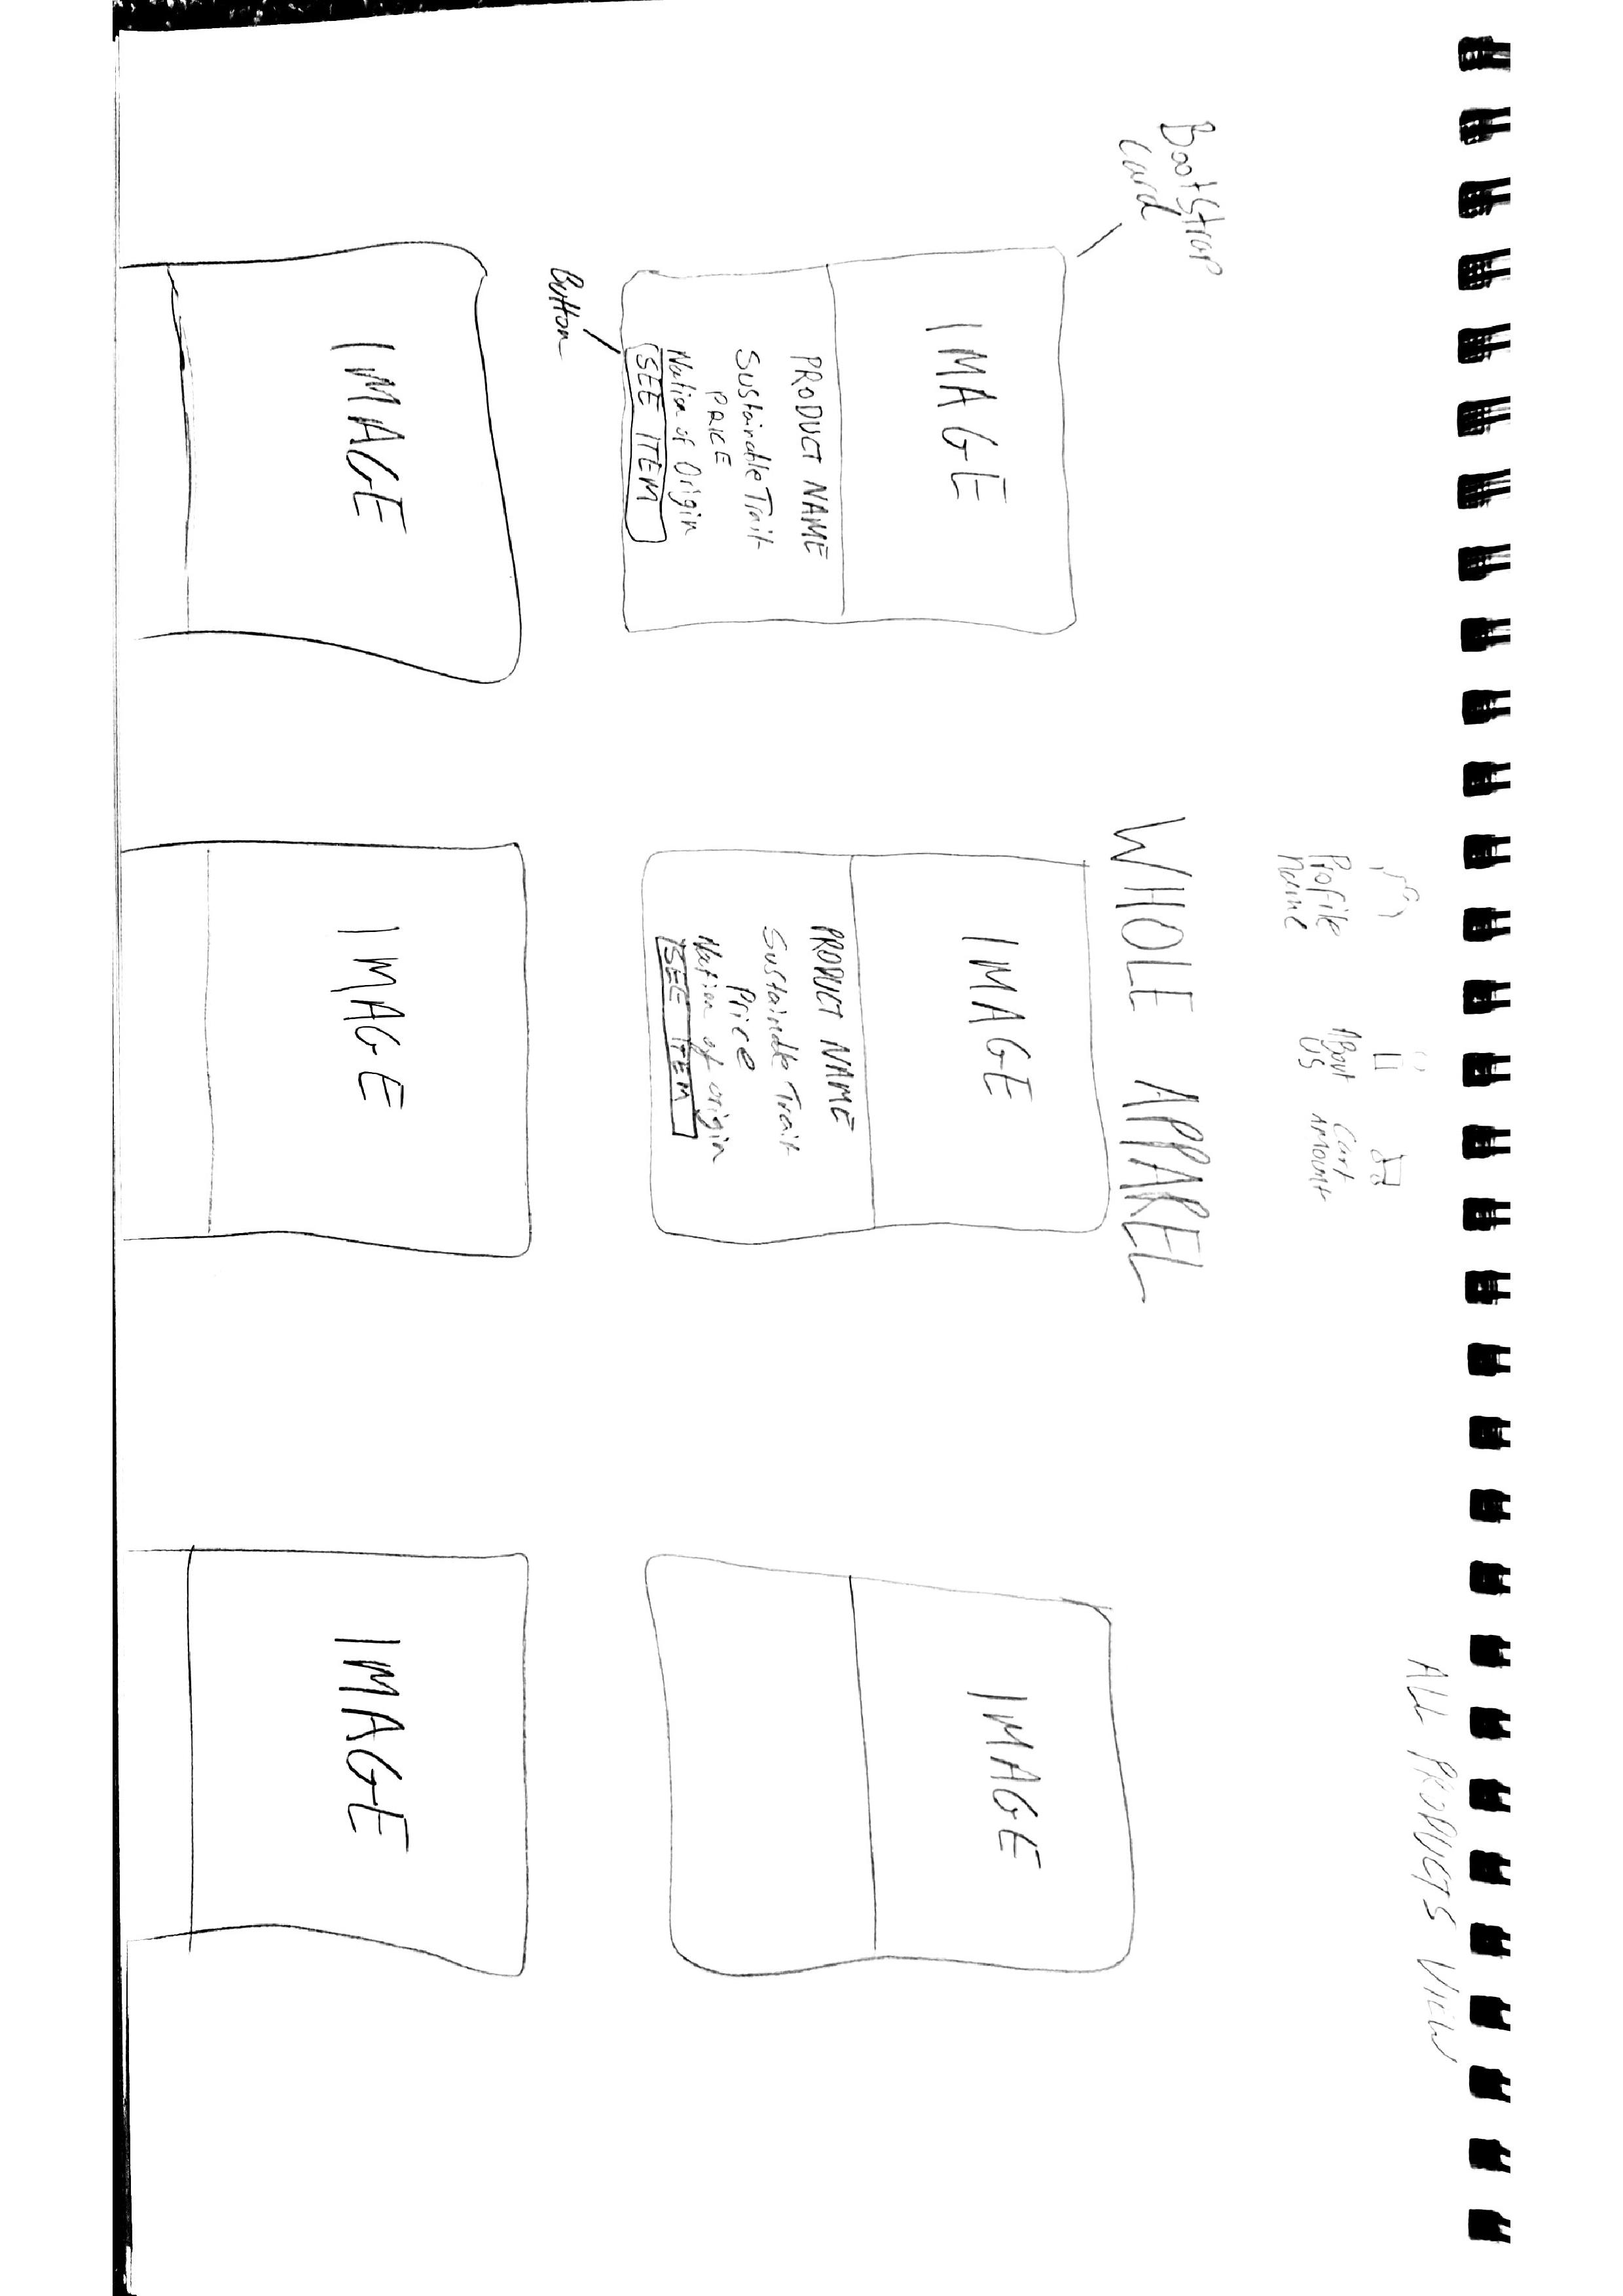 ALL PRODUCTS VIEW
Profile
Name
About
US
Cart
AMOUNT
WHOLE APPAREL
BootStrap
Card
IMAGE
PRODUCT NAME
Sustainable Trait
PRICE
Nation of Origin
SEE ITEM
Button
IMAGE
PRODUCT NAME
Sustainable Trait
Price
Nation of origin
SEE ITEM
IMAGE
IMAGE
IMAGE
IMAGE